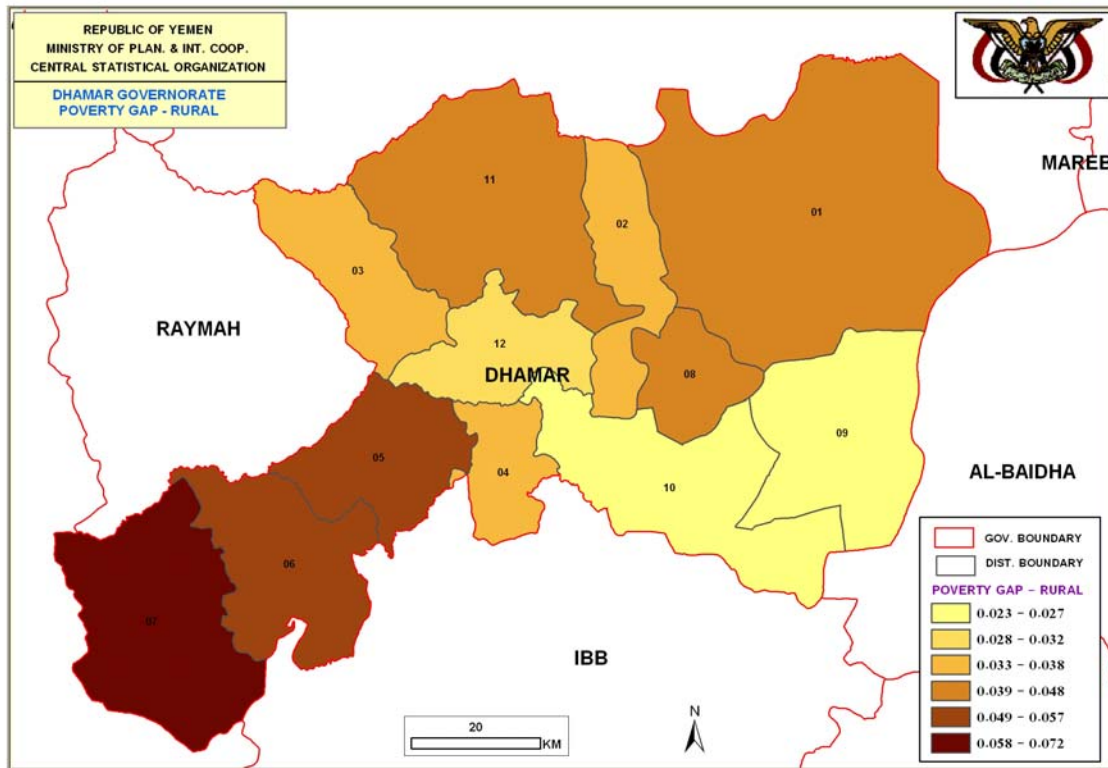 REPUBLIC OF YEMEN
MINISTRY OF PLAN. & INT. COOP.
CENTRAL STATISTICAL ORGANIZATION
DHAMAR GOVERNORATE
POVERTY GAP - RURAL
MAREB
11
01
02
03
RAYMAH
12
DHAMAR
08
09
05
04
10
AL-BAIDHA
06
07
IBB
GOV. BOUNDARY
DIST. BOUNDARY
POVERTY GAP – RURAL
0.023 – 0.027
0.028 – 0.032
0.033 – 0.038
0.039 – 0.048
0.049 – 0.057
0.058 – 0.072
20
KM
N